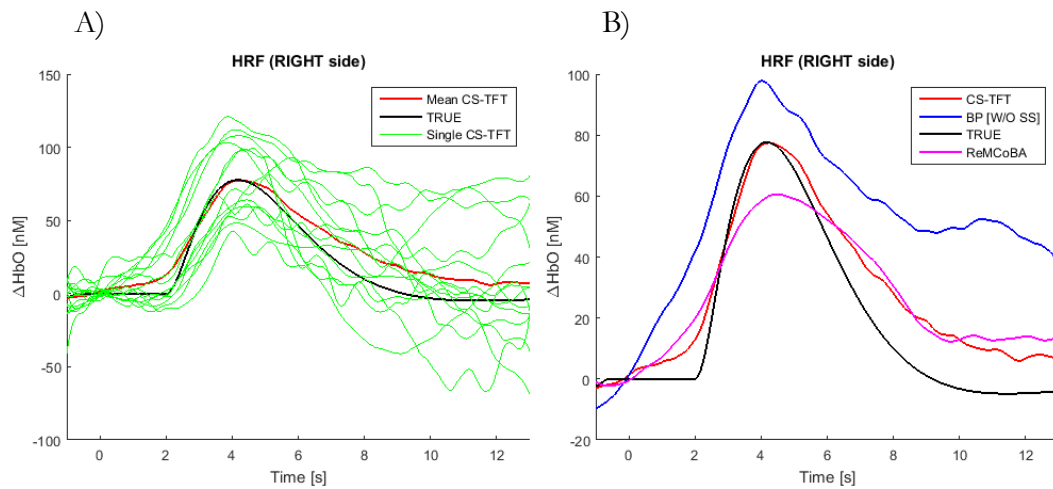 A)
HRF (RIGHT side)
Mean CS-TFT
TRUE
Single CS-TFT
ΔHbO [nM]
150
100
50
0
-50
-100
0 2 4 6 8 10 12
Time [s]
B)
HRF (RIGHT side)
CS-TFT
BP [W/O SS]
TRUE
ReMCoBA
ΔHbO [nM]
100
80
60
40
20
0
-20
0 2 4 6 8 10 12
Time [s]